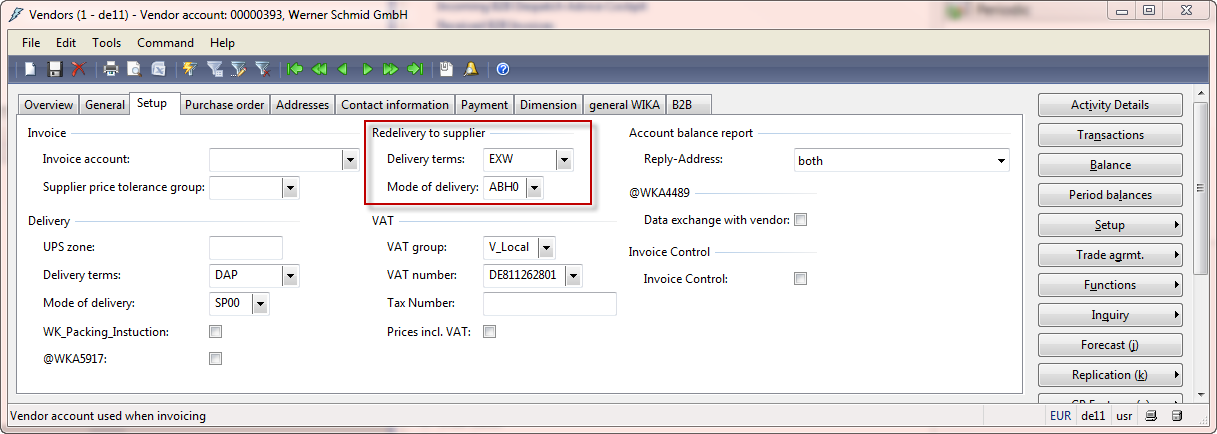 Vendors (1 - de11) - Vendor account: 00000393, Werner Schmid GmbH
Periodic
File Edit Tools Command Help
Overview General Setup Purchase order Addresses Contact information Payment Dimension general WIKA B2B
Invoice
Invoice account:
Supplier price tolerance group:
Delivery
UPS zone:
Delivery terms: DAP
Mode of delivery: SP00
WK_Packing_Instuction:
@WKA5917:
Redelivery to supplier
Delivery terms: EXW
Mode of delivery: ABH0
VAT
VAT group: V_Local
VAT number: DE811262801
Tax Number:
Prices incl. VAT:
Account balance report
Reply-Address: both
@WKA4489
Data exchange with vendor:
Invoice Control
Invoice Control:
Activity Details
Transactions
Balance
Period balances
Setup
Trade agrmt.
Functions
Inquiry
Forecast (j)
Replication (k)
Vendor account used when invoicing
EUR de11 usr